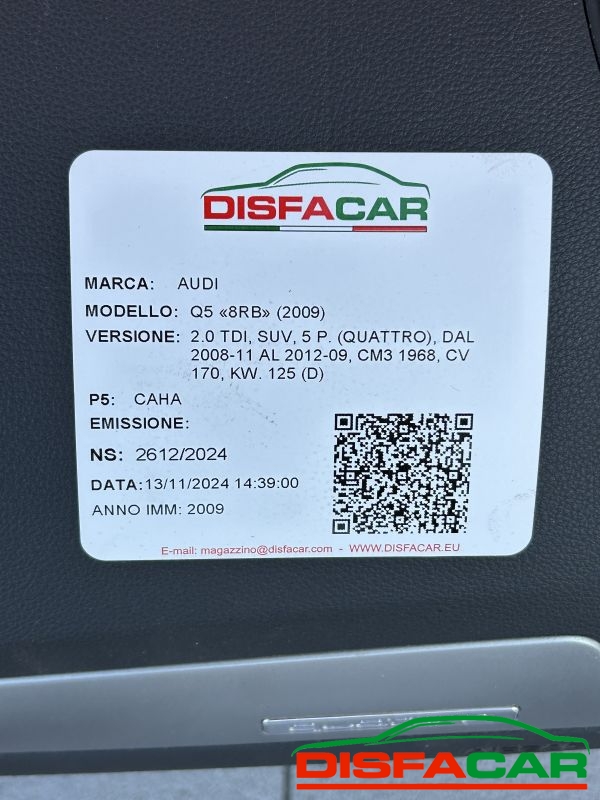 DISFACAR
MARCA: AUDI
MODELLO: Q5 «8RB» (2009)
VERSIONE: 2.0 TDI, SUV, 5 P. (QUATTRO), DAL
2008-11 AL 2012-09, CM3 1968, CV
170, KW. 125 (D)
P5: CAHA
EMISSIONE:
NS: 2612/2024
DATA:13/11/2024 14:39:00
ANNO IMM: 2009
E-mail: magazzino@disfacar.com - WWW.DISFACAR.EU
DISFACAR